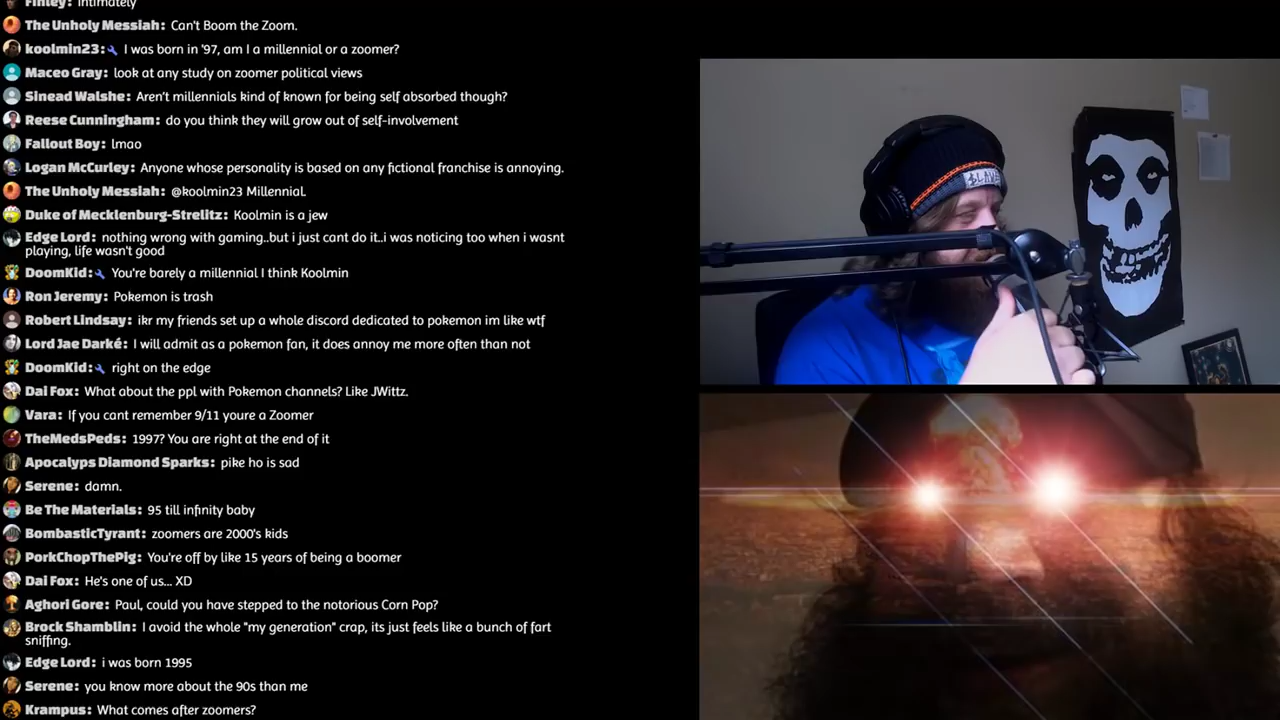 Finley: intimately
The Unholy Messiah: Can't Boom the Zoom.
koolmin23: I was born in '97, am I a millennial or a zoomer?
Maceo Gray: look at any study on zoomer political views
Sinead Walshe: Aren't millennials kind of known for being self absorbed though?
Reese Cunningham: do you think they will grow out of self-involvement
Fallout Boy: lmao
Logan McCurley: Anyone whose personality is based on any fictional franchise is annoying.
The Unholy Messiah: @koolmin23 Millennial.
Duke of Mecklenburg-Strelitz: Koolmin is a jew
Edge Lord: nothing wrong with gaming..but i just cant do it..i was noticing too when i wasnt
playing, life wasn't good
DoomKid: You're barely a millennial I think Koolmin
Ron Jeremy: Pokemon is trash
Robert Lindsay: ikr my friends set up a whole discord dedicated to pokemon im like wtf
Lord Jae Darké: I will admit as a pokemon fan, it does annoy me more often than not
DoomKid: right on the edge
Dai Fox: What about the ppl with Pokemon channels? Like JWittz.
Vara: If you cant remember 9/11 youre a Zoomer
TheMedsPeds: 1997? You are right at the end of it
Apocalyps Diamond Sparks: pike ho is sad
Serene: damn.
Be The Materials: 95 till infinity baby
BombasticTyrant: zoomers are 2000's kids
PorkChopThePig: You're off by like 15 years of being a boomer
Dai Fox: He's one of us... XD
Aghori Gore: Paul, could you have stepped to the notorious Corn Pop?
Brock Shamblin: I avoid the whole "my generation" crap, its just feels like a bunch of fart
sniffing.
Edge Lord: i was born 1995
Serene: you know more about the 90s than me
Krampus: What comes after zoomers?